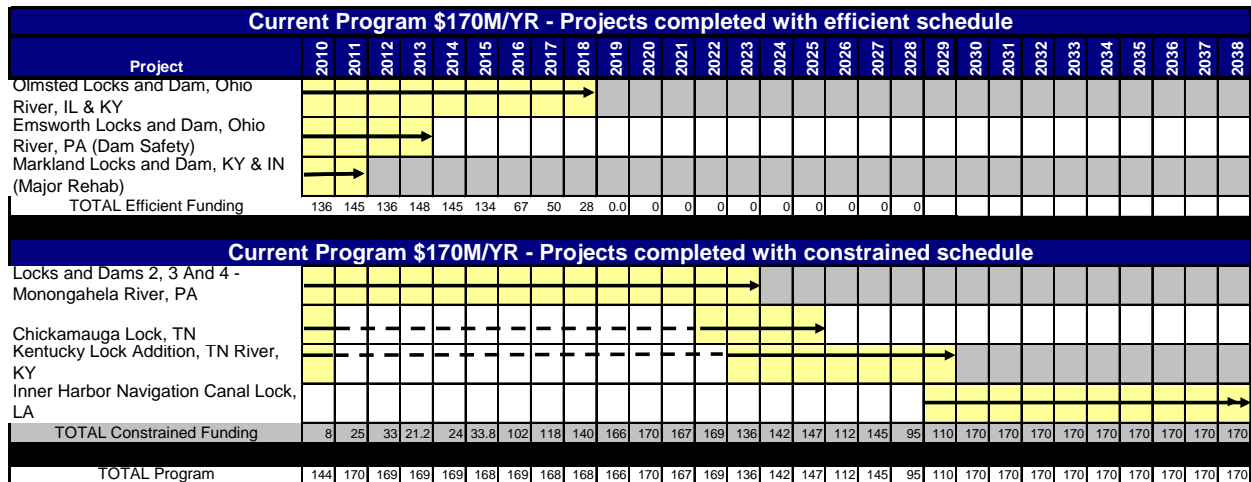 Current Program $170M/YR - Projects completed with efficient schedule
Project 2010 2011 2012 2013 2014 2015 2016 2017 2018 2019 2020 2021 2022 2023 2024 2025 2026 2027 2028 2029 2030 2031 2032 2033 2034 2035 2036 2037 2038
Olmsted Locks and Dam, Ohio
River, IL & KY
Emsworth Locks and Dam, Ohio
River, PA (Dam Safety)
Markland Locks and Dam, KY & IN
(Major Rehab)
TOTAL Efficient Funding 136 145 136 148 145 134 67 50 28 0.0 0 0 0 0 0 0 0 0 0
Current Program $170M/YR - Projects completed with constrained schedule
Locks and Dams 2, 3 And 4 -
Monongahela River, PA
Chickamauga Lock, TN
Kentucky Lock Addition, TN River,
KY
Inner Harbor Navigation Canal Lock,
LA
TOTAL Constrained Funding 8 25 33 21.2 24 33.8 102 118 140 166 170 167 169 136 142 147 112 145 95 110 170 170 170 170 170 170 170 170 170
TOTAL Program 144 170 169 169 169 168 169 168 168 166 170 167 169 136 142 147 112 145 95 110 170 170 170 170 170 170 170 170 170